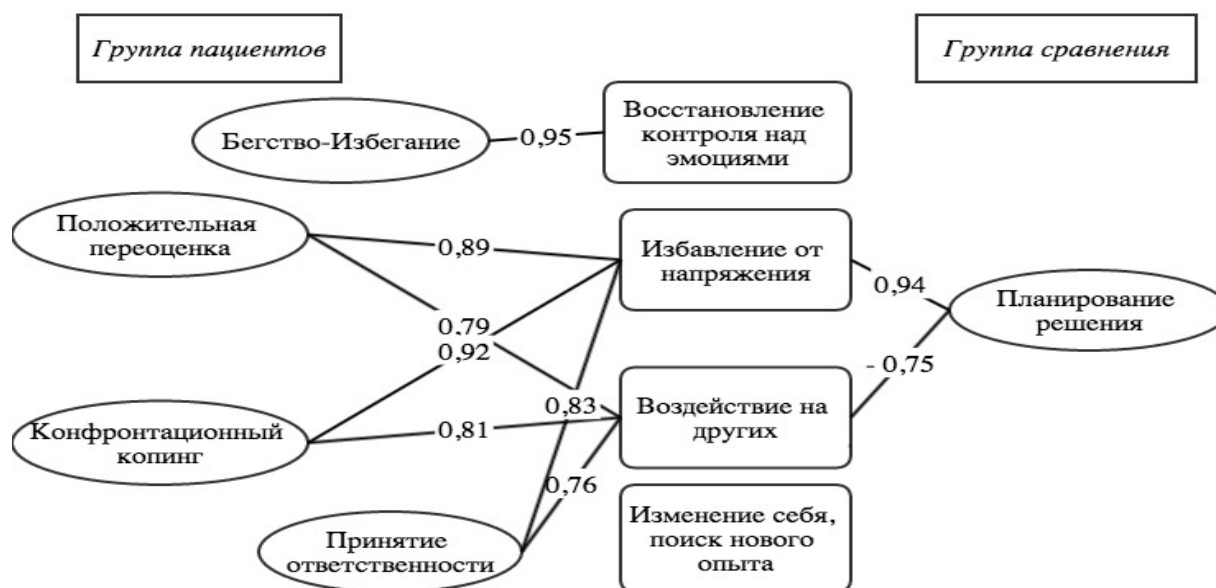 Группа пациентов
Группа сравнения
Бегство-Избегание
0,95
Восстановление
контроля над
эмоциями
Положительная
переоценка
0,89
Избавление от
напряжения
0,94
Планирование
решения
0,79
0,92
- 0,75
Конфронтационный
копинг
0,81
0,83
Воздействие на
других
0,76
Принятие
ответственности
Изменение себя,
поиск нового
опыта